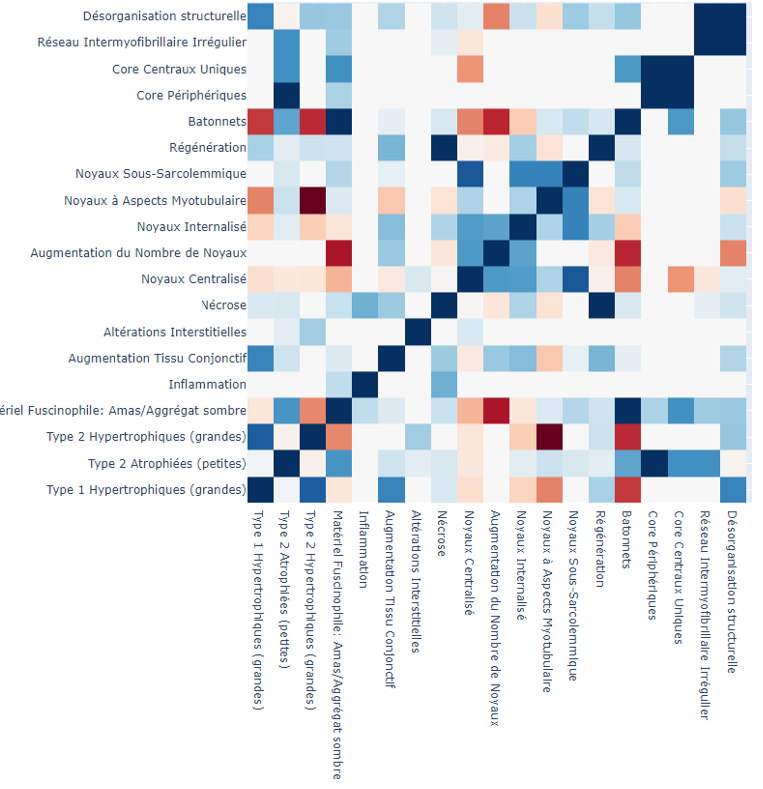 Désorganisation structurelle
Réseau Intermyofibrillaire Irrégulier
Core Centraux Uniques
Core Périphériques
Batonnets
Régénération
Noyaux Sous-Sarcolemmique
Noyaux à Aspects Myotubulaire
Noyaux Internalisé
Augmentation du Nombre de Noyaux
Noyaux Centralisé
Nécrose
Altérations Interstitielles
Augmentation Tissu Conjonctif
Inflammation
ériel Fuscinophile: Amas/Aggrégat sombre
Type 2 Hypertrophiques (grandes)
Type 2 Atrophiées (petites)
Type 1 Hypertrophiques (grandes)
Type 1 Hypertrophiques (grandes)
Type 2 Atrophiées (petites)
Type 2 Hypertrophiques (grandes)
Matériel Fuscinophile: Amas/Aggrégat sombre
Inflammation
Augmentation Tissu Conjonctif
Altérations Interstitielles
Nécrose
Noyaux Centralisé
Augmentation du Nombre de Noyaux
Noyaux Internalisé
Noyaux à Aspects Myotubulaire
Noyaux Sous-Sarcolemmique
Régénération
Batonnets
Core Périphériques
Core Centraux Uniques
Réseau Intermyofibrillaire Irrégulier
Désorganisation structurelle